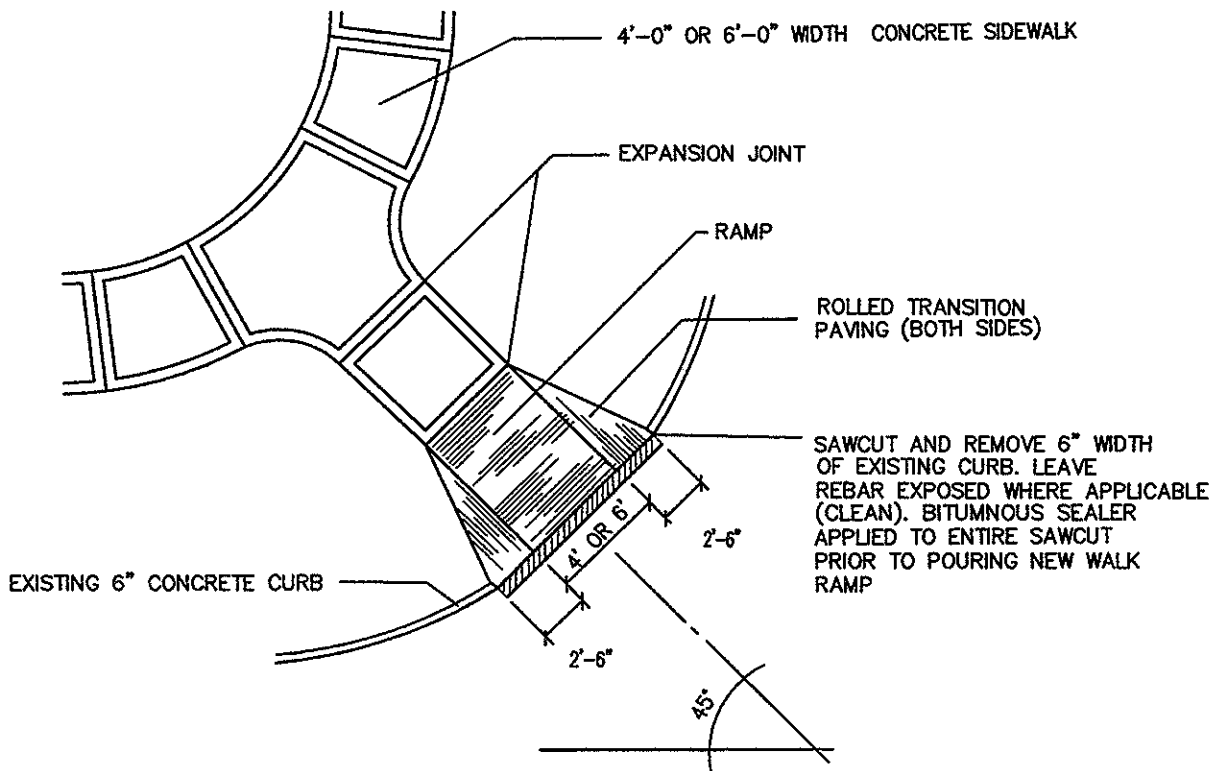 4'-0" OR 6'-0" WIDTH CONCRETE SIDEWALK
EXPANSION JOINT
RAMP
ROLLED TRANSITION
PAVING (BOTH SIDES)
SAWCUT AND REMOVE 6" WIDTH
OF EXISTING CURB. LEAVE
REBAR EXPOSED WHERE APPLICABLE
(CLEAN). BITUMNOUS SEALER
APPLIED TO ENTIRE SAWCUT
PRIOR TO POURING NEW WALK
RAMP
2'-6"
4' OR 6'
EXISTING 6" CONCRETE CURB
2'-6"
45°